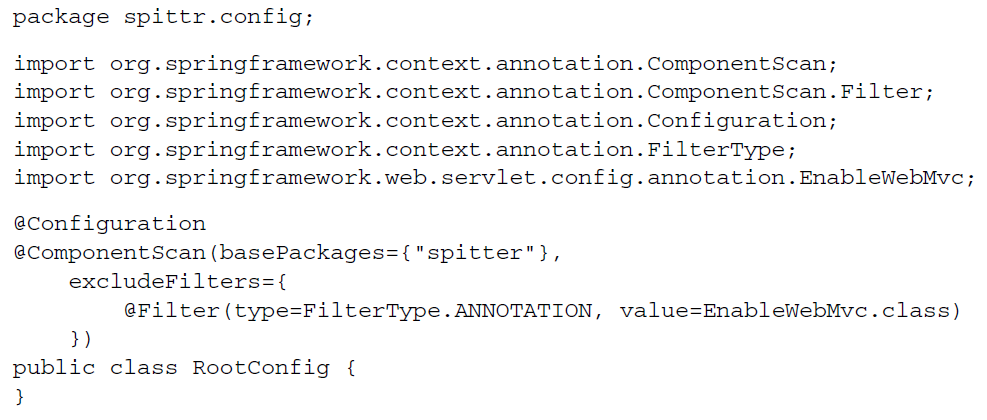 package spittr.config;
import org.springframework.context.annotation.ComponentScan;
import org.springframework.context.annotation.ComponentScan.Filter;
import org.springframework.context.annotation.Configuration;
import org.springframework.context.annotation.FilterType;
import org.springframework.web.servlet.config.annotation.EnableWebMvc;
@Configuration
@ComponentScan(basePackages={"spitter"},
    excludeFilters={
        @Filter(type=FilterType.ANNOTATION, value=EnableWebMvc.class)
    })
public class RootConfig {
}